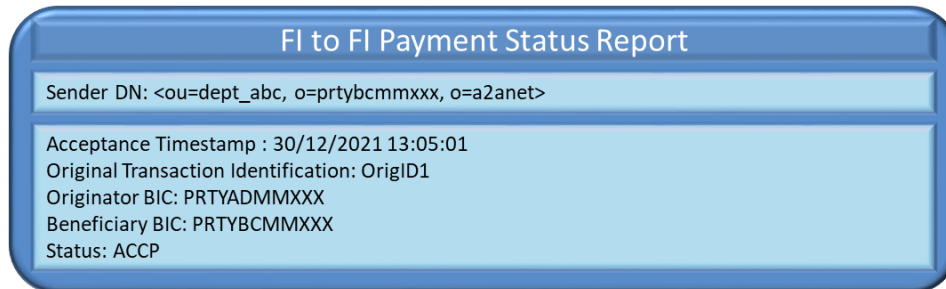 FI to FI Payment Status Report
Sender DN: <ou=dept_abc, o=prtybcmmxxx, o=a2anet>
Acceptance Timestamp : 30/12/2021 13:05:01
Original Transaction Identification: OrigID1
Originator BIC: PRTYADMMXXX
Beneficiary BIC: PRTYBCMMXXX
Status: ACCP